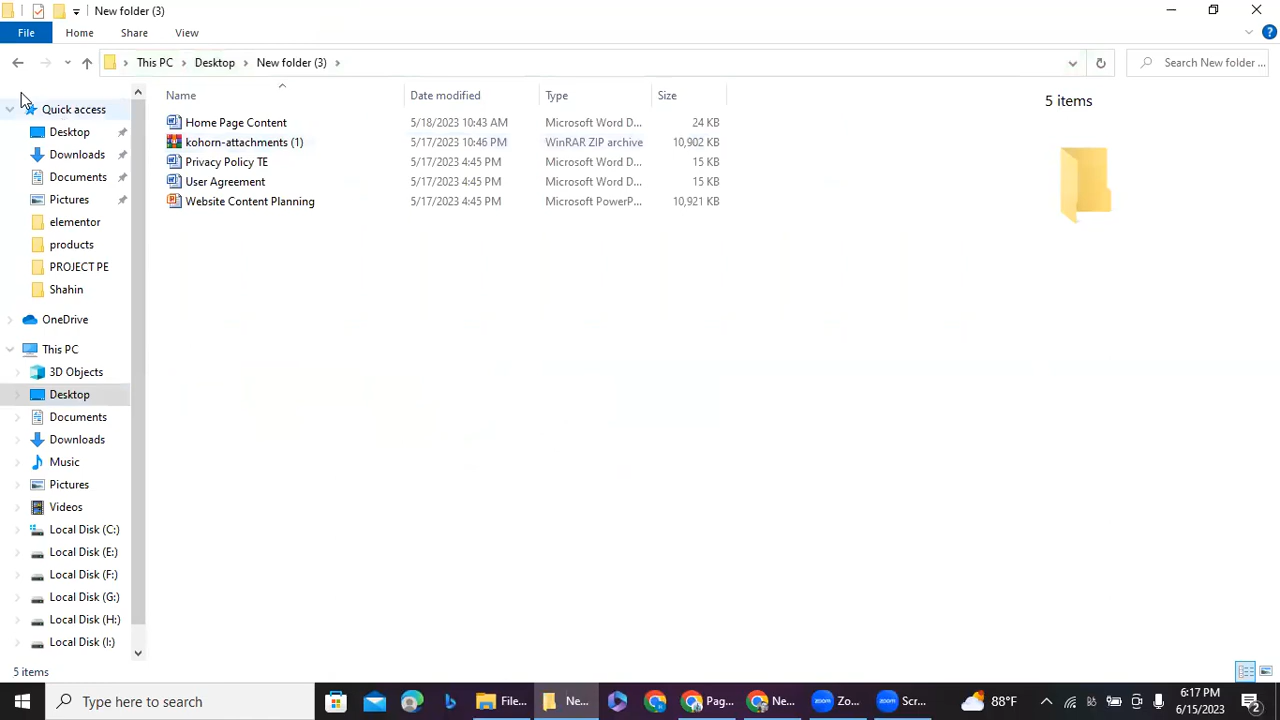 New folder (3)
File Home Share View
This PC Desktop New folder (3) Search New folder ...
Name Date modified Type Size
Home Page Content 5/18/2023 10:43 AM Microsoft Word D... 24 KB
kohorn-attachments (1) 5/17/2023 10:46 PM WinRAR ZIP archive 10,902 KB
Privacy Policy TE 5/17/2023 4:45 PM Microsoft Word D... 15 KB
User Agreement 5/17/2023 4:45 PM Microsoft Word D... 15 KB
Website Content Planning 5/17/2023 4:45 PM Microsoft PowerP... 10,921 KB
5 items
Quick access
Desktop
Downloads
Documents
Pictures
elementor
products
PROJECT PE
Shahin
OneDrive
This PC
3D Objects
Desktop
Documents
Downloads
Music
Pictures
Videos
Local Disk (C:)
Local Disk (E:)
Local Disk (F:)
Local Disk (G:)
Local Disk (H:)
Local Disk (I:)
5 items
Type here to search File... Ne... Pag... Ne... Zo... Scr... 88°F 6:17 PM
6/15/2023 2